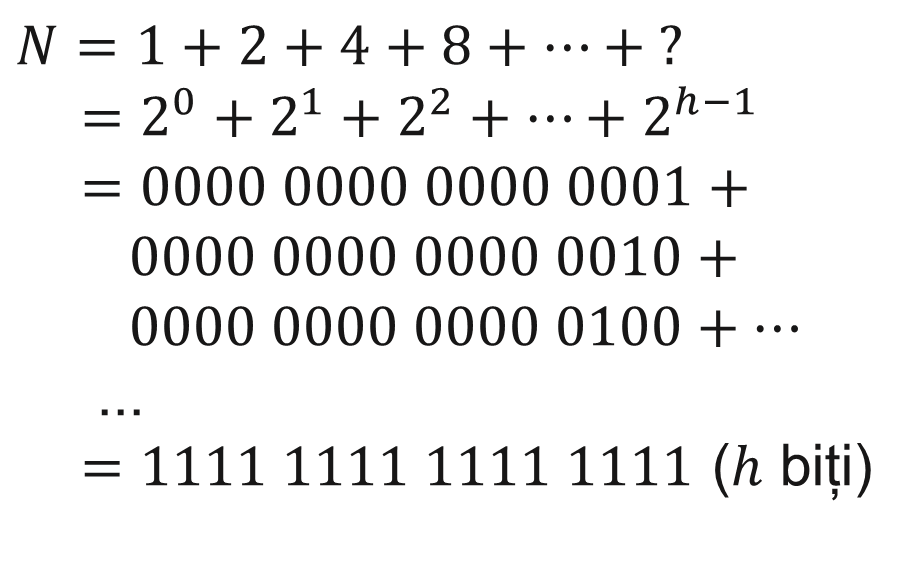 N = 1 + 2 + 4 + 8 + ⋯ + ?
= 2⁰ + 2¹ + 2² + ⋯ + 2ʰ⁻¹
= 0000 0000 0000 0001 +
0000 0000 0000 0010 +
0000 0000 0000 0100 + ⋯
...
= 1111 1111 1111 1111 (h biți)